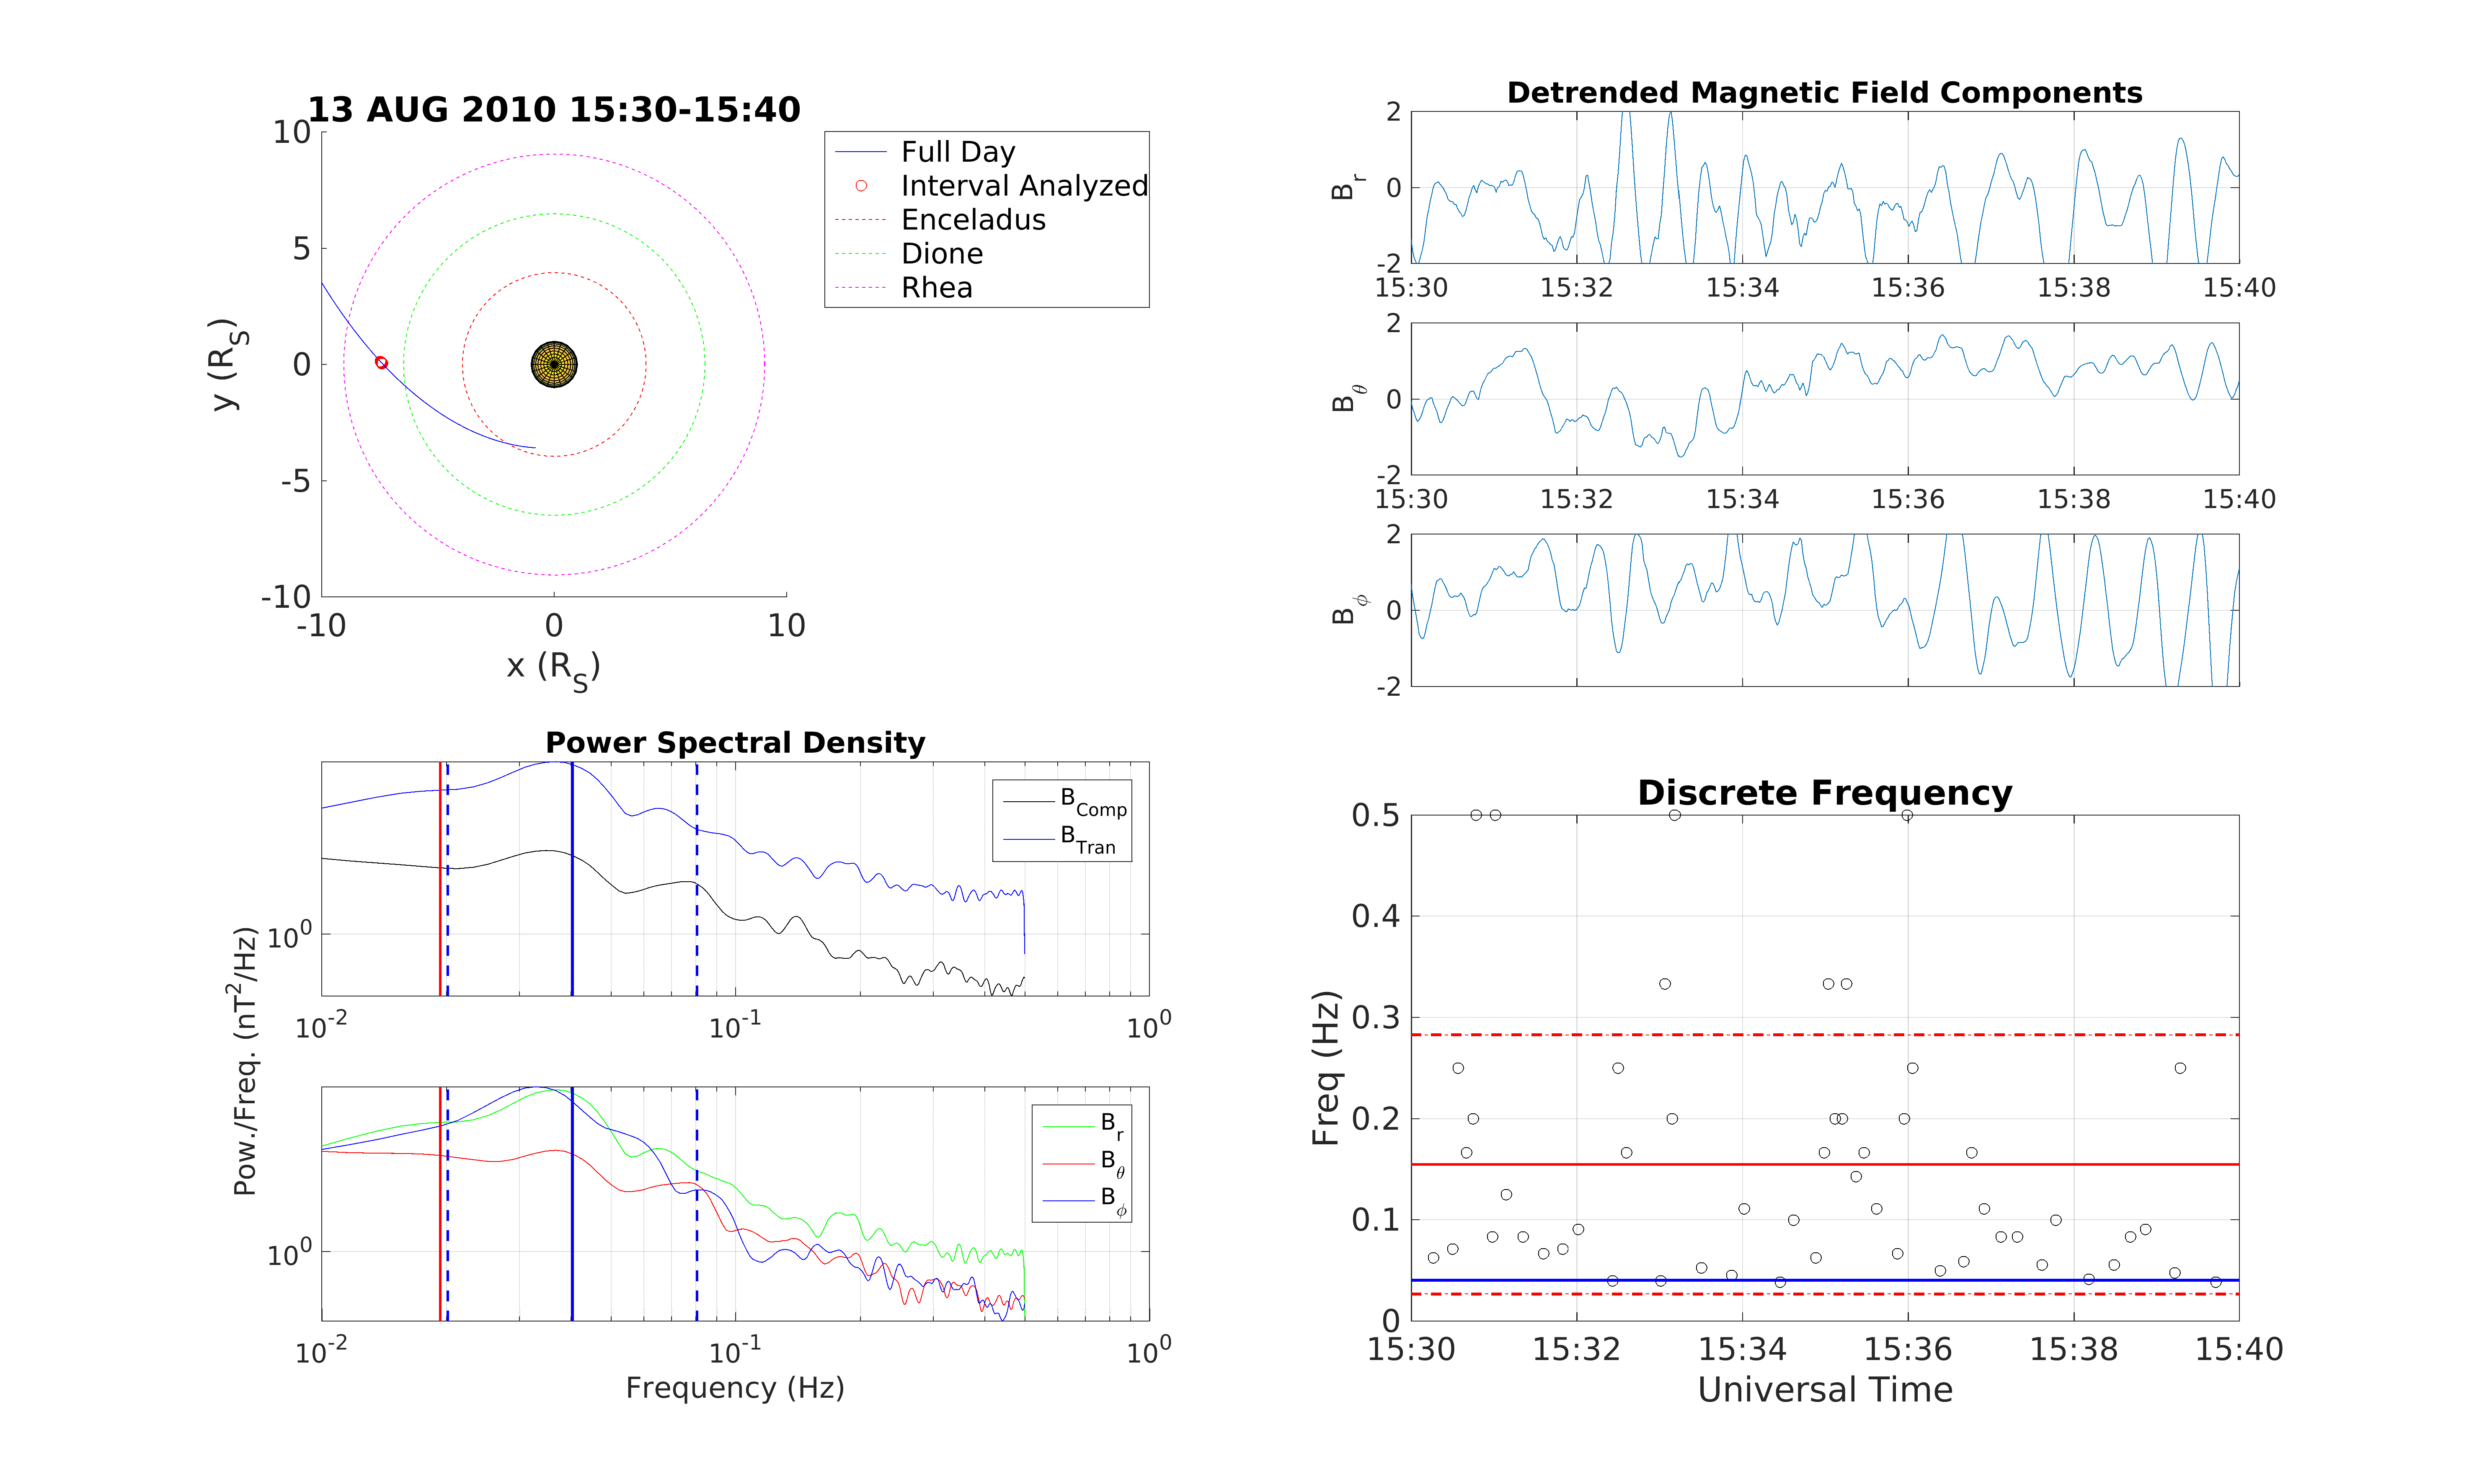 13 AUG 2010 15:30-15:40
10
5
0
-5
-10
-10
0
10
y (R_S)
x (R_S)
Full Day
Interval Analyzed
Enceladus
Dione
Rhea
Detrended Magnetic Field Components
B_r
2
0
-2
15:30 15:32 15:34 15:36 15:38 15:40
B_θ
2
0
-2
15:30 15:32 15:34 15:36 15:38 15:40
B_ϕ
2
0
-2
Power Spectral Density
B_Comp
B_Tran
10^0
10^-2 10^-1 10^0
Pow./Freq. (nT^2/Hz)
B_r
B_θ
B_ϕ
10^0
10^-2 10^-1 10^0
Frequency (Hz)
Discrete Frequency
0.5
0.4
0.3
0.2
0.1
0
Freq (Hz)
15:30 15:32 15:34 15:36 15:38 15:40
Universal Time